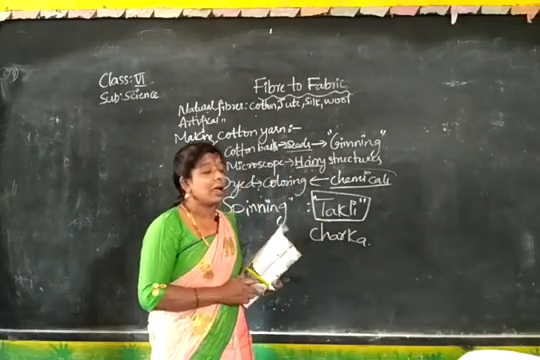 Class: VI
Sub: Science
Fibre to Fabric
Natural fibres: cotton, Jute, Silk, wool
Artifical "
Making cotton yarn:-
Cotton balls → Seeds → "Ginning"
Microscope → Hairy structures
Dyed → coloring ← chemicals
Spinning" : "Takli"
Charka.